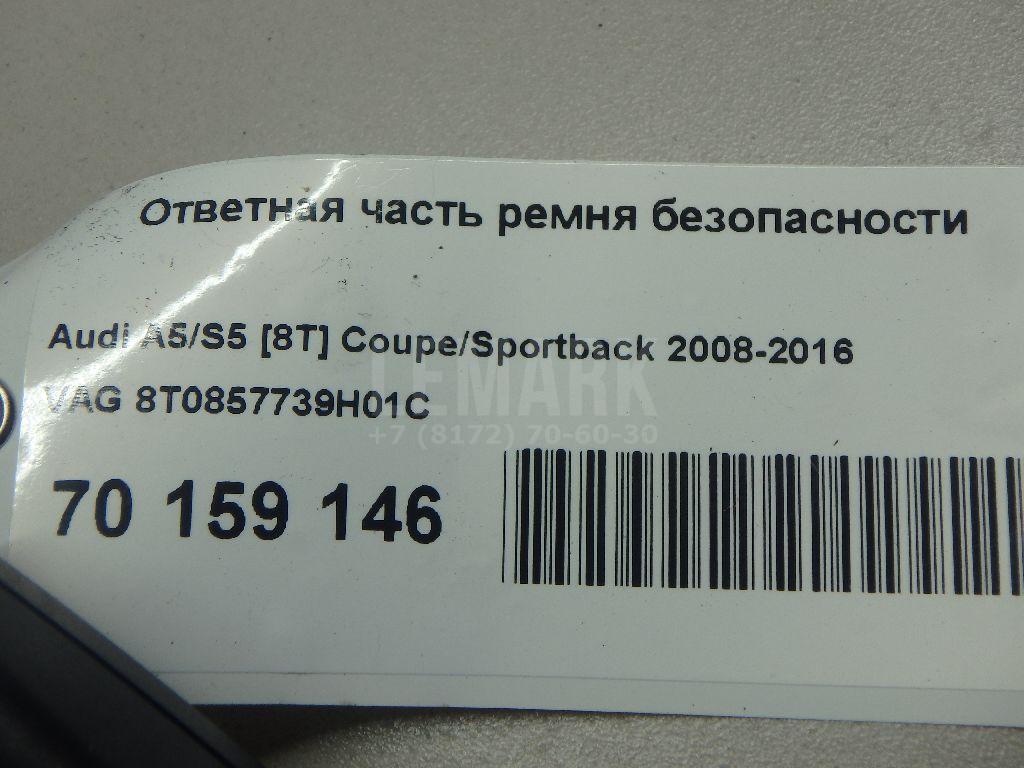 Ответная часть ремня безопасности
Audi A5/S5 [8T] Coupe/Sportback 2008-2016
VAG 8T0857739H01C
LEMARK
+7 (8172) 70-60-30
70 159 146